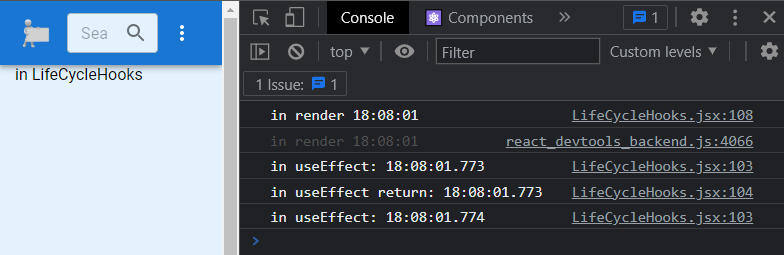 Sea
in LifeCycleHooks
Console
Components
»
1
top ▼
Filter
Custom levels ▼
1 Issue: 1
in render 18:08:01 LifeCycleHooks.jsx:108
in render 18:08:01 react_devtools_backend.js:4066
in useEffect: 18:08:01.773 LifeCycleHooks.jsx:103
in useEffect return: 18:08:01.773 LifeCycleHooks.jsx:104
in useEffect: 18:08:01.774 LifeCycleHooks.jsx:103
>